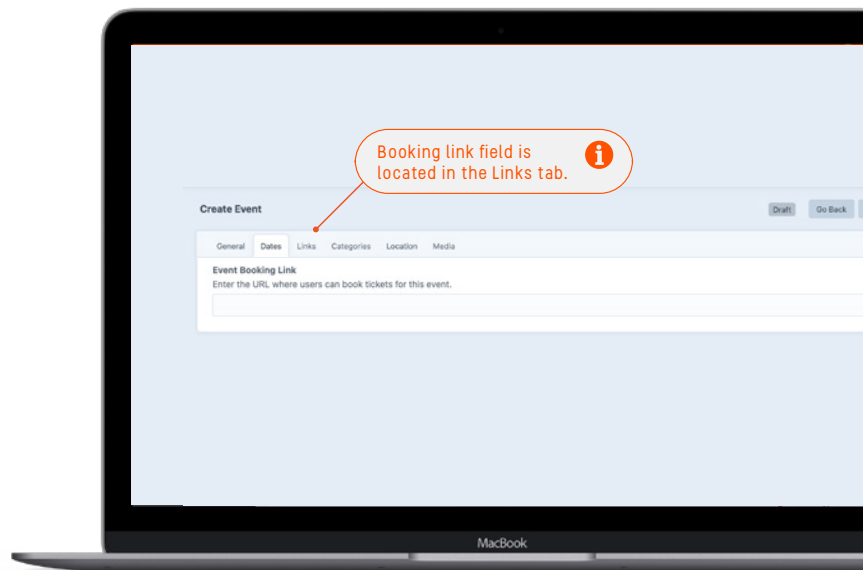 Booking link field is
located in the Links tab.
Create Event
Draft
Go Back
General Dates Links Categories Location Media
Event Booking Link
Enter the URL where users can book tickets for this event.
MacBook